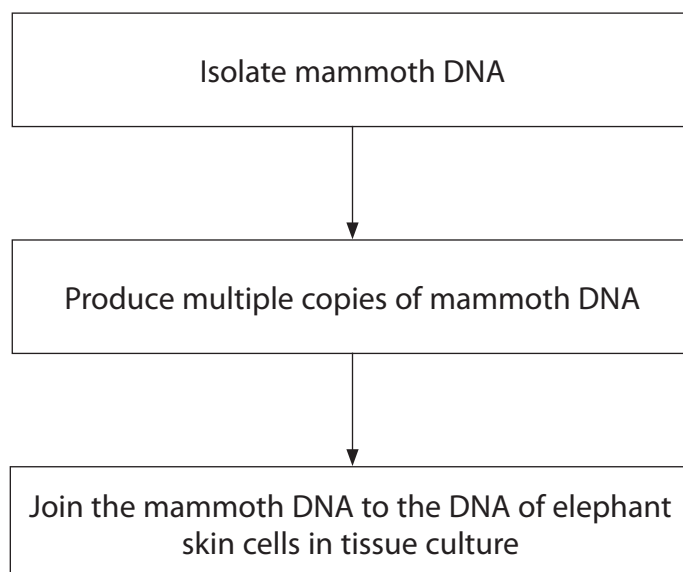 Isolate mammoth DNA
Produce multiple copies of mammoth DNA
Join the mammoth DNA to the DNA of elephant
skin cells in tissue culture